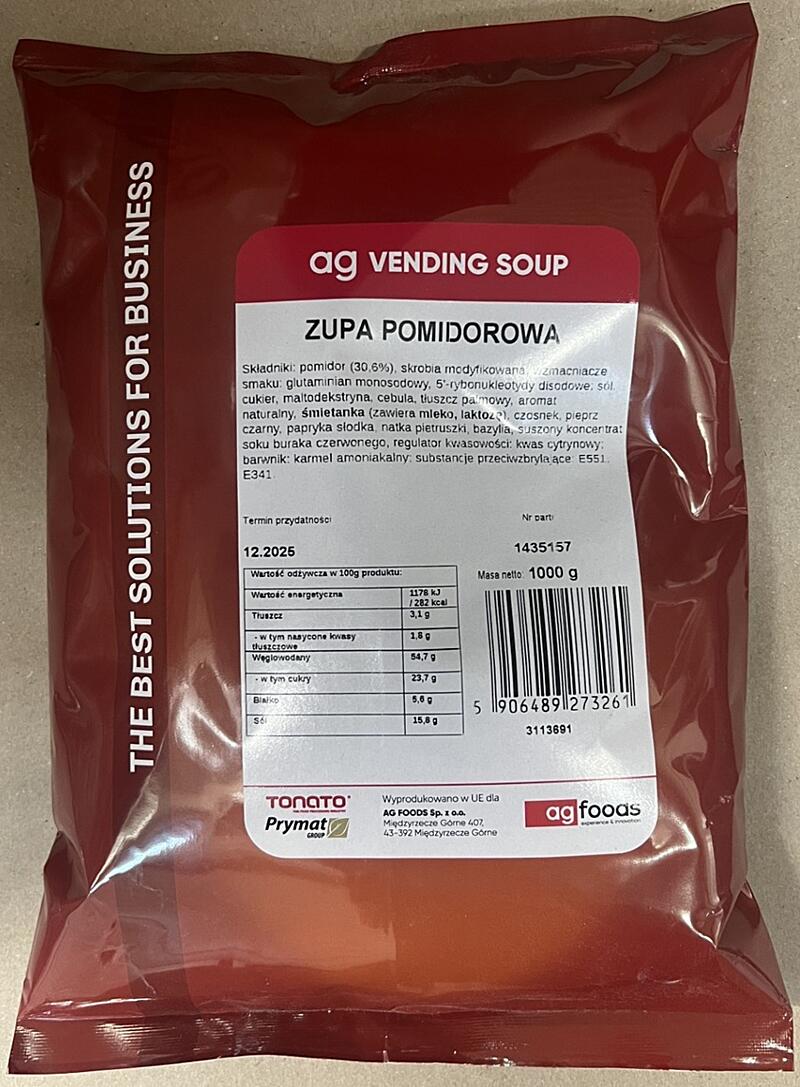 THE BEST SOLUTIONS FOR BUSINESS
ag VENDING SOUP
ZUPA POMIDOROWA
Składniki: pomidor (30,6%), skrobia modyfikowana, wzmacniacze
smaku: glutaminian monosodowy, 5'-rybonukleotydy disodowe; sól,
cukier, maltodekstryna, cebula, tłuszcz palmowy, aromat
naturalny, śmietanka (zawiera mleko, laktozę), czosnek, pieprz
czarny, papryka słodka, natka pietruszki, bazylia, suszony koncentrat
soku buraka czerwonego, regulator kwasowości: kwas cytrynowy;
barwnik: karmel amoniakalny; substancje przeciwzbrylające: E551,
E341.
Termin przydatności
Nr partii
12.2025
1435157
Wartość odżywcza w 100g produktu:
Masa netto: 1000 g
Wartość energetyczna 1178 kJ
/ 282 kcal
Tłuszcz 3,1 g
- w tym nasycone kwasy 1,8 g
tłuszczowe
Węglowodany 54,7 g
- w tym cukry 23,7 g
Białko 5,6 g
Sól 15,8 g
5 906489 273261
3113691
TONATO
Prymat
GROUP
Wyprodukowano w UE dla
AG FOODS Sp. z o.o.
Międzyrzecze Górne 407,
43-392 Międzyrzecze Górne
ag foods
experience & innovation